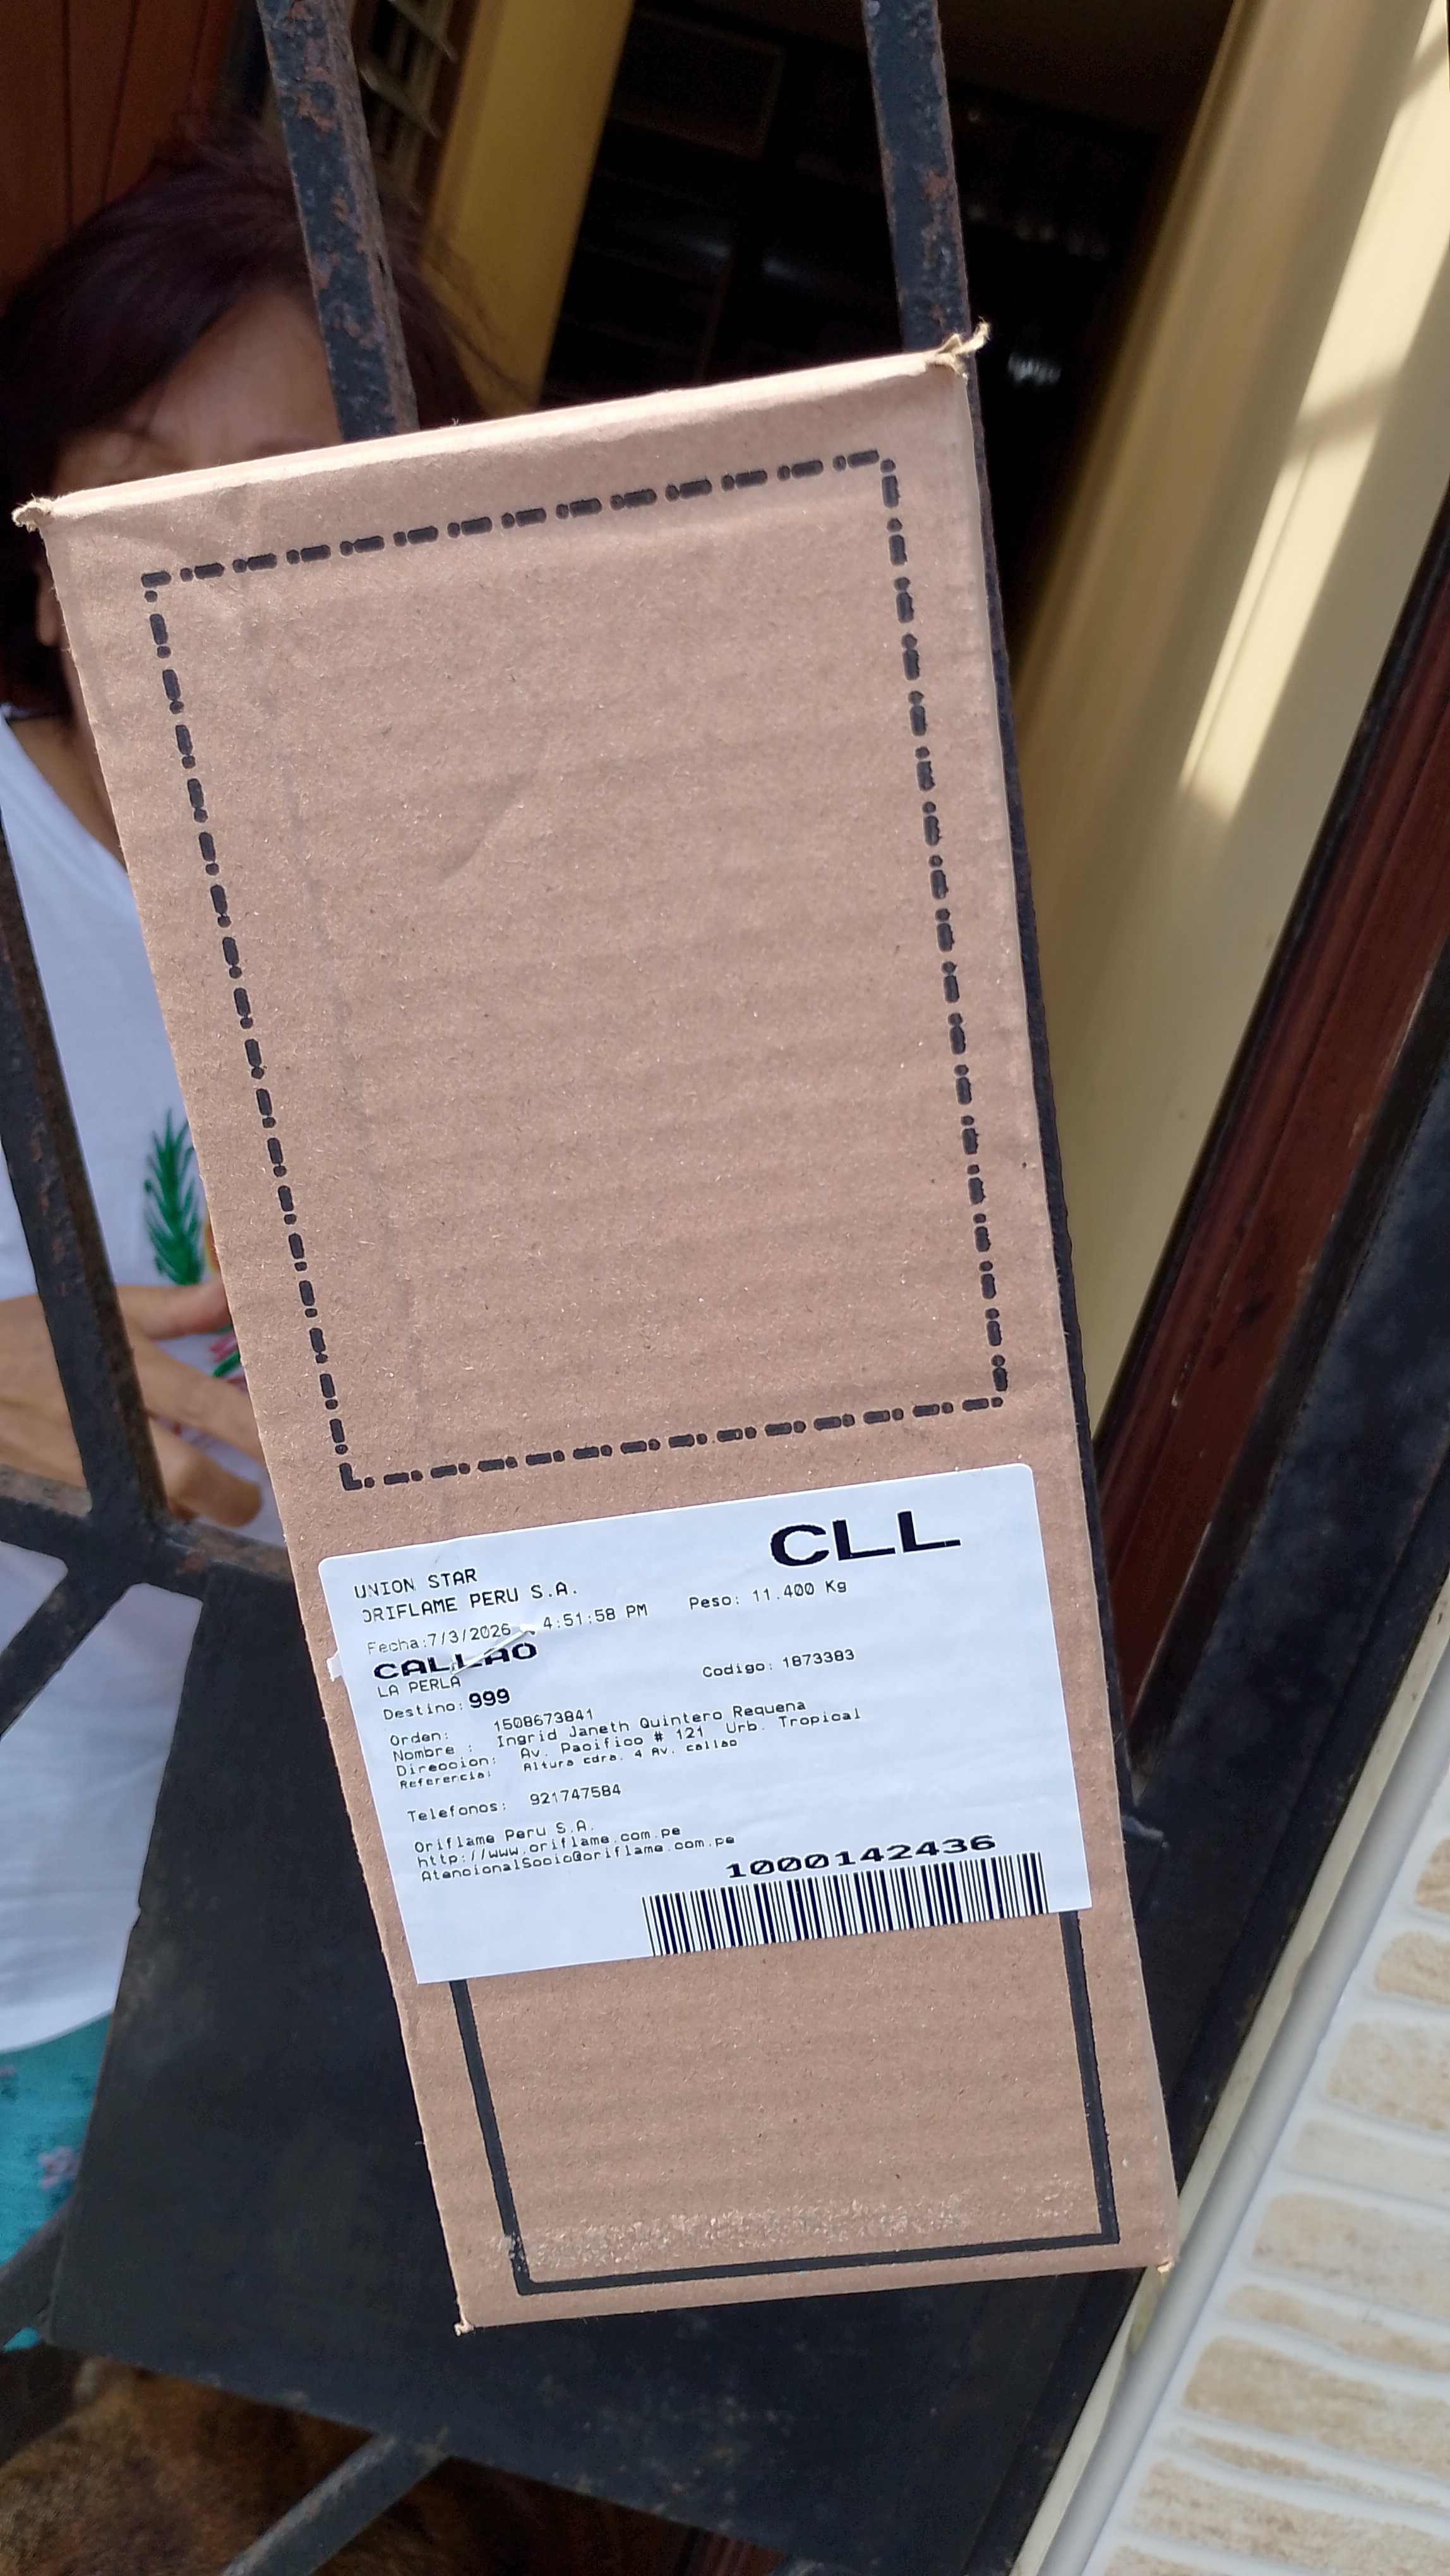 CLL
UNION STAR
ORIFLAME PERU S.A.
Fecha:7/3/2026 4:51:58 PM Peso: 11.400 Kg
CALLAO
LA PERLA Codigo: 1873383
Destino: 999
Orden: 1508673841
Nombre : Ingrid Janeth Quintero Requena
Direccion: Av. Pacifico # 121 Urb. Tropical
Referencia: Altura cdra. 4 Av. callao
Telefonos: 921747584
Oriflame Peru S.A.
http://www.oriflame.com.pe
AtencionalSocio@oriflame.com.pe
1000142436